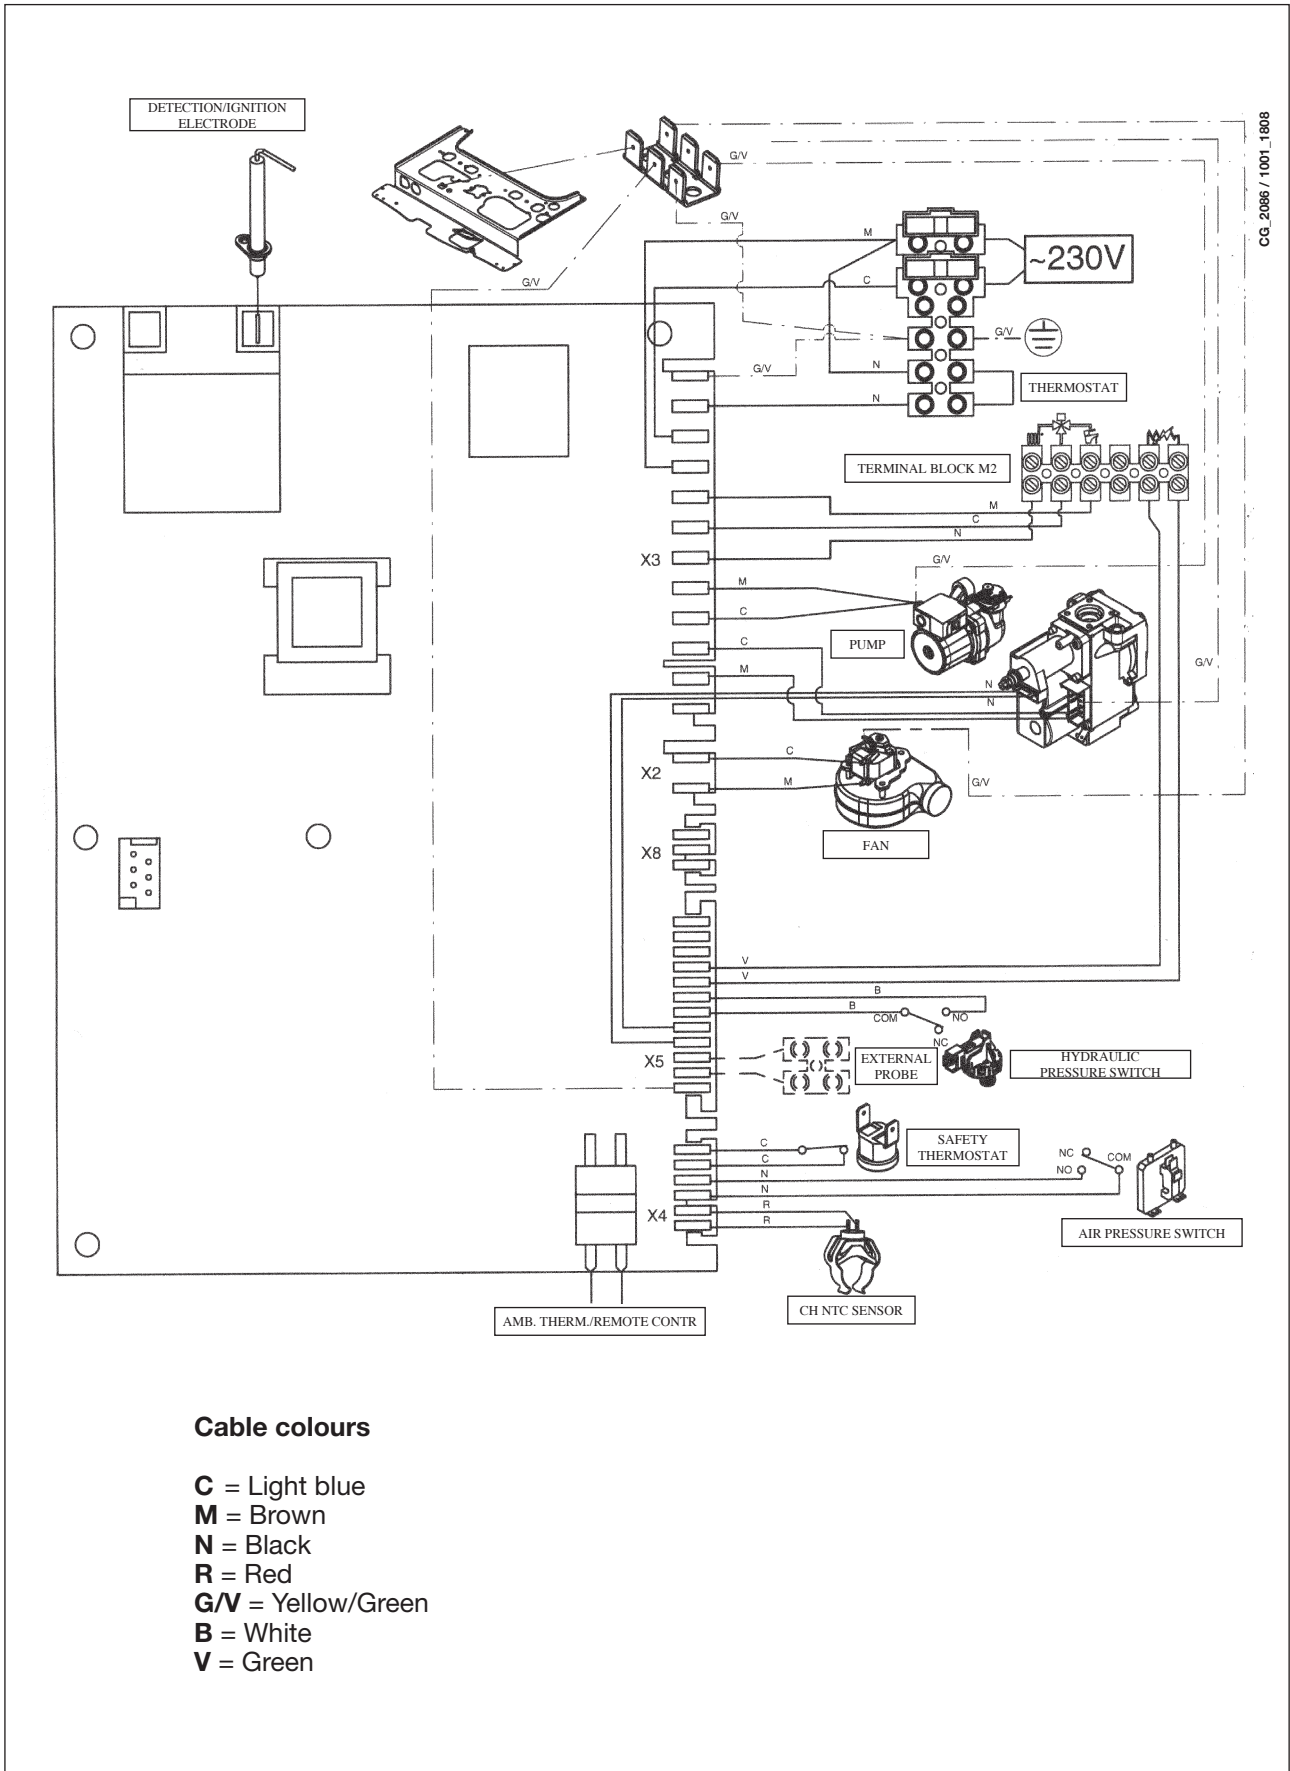 DETECTION/IGNITION
ELECTRODE
CG_2086 / 1001_1808
G/V
G/V
G/V
M
~230V
C
G/V
G/V
N
THERMOSTAT
N
TERMINAL BLOCK M2
M
C
N
X3
G/V
M
C
PUMP
C
M
G/V
N
N
C
X2
M
G/V
FAN
X8
V
V
B
B
COM
NO
NC
X5
EXTERNAL
PROBE
HYDRAULIC
PRESSURE SWITCH
C
C
SAFETY
THERMOSTAT
N
N
NC
NO
COM
R
R
X4
AIR PRESSURE SWITCH
CH NTC SENSOR
AMB. THERM./REMOTE CONTR
Cable colours
C = Light blue
M = Brown
N = Black
R = Red
G/V = Yellow/Green
B = White
V = Green